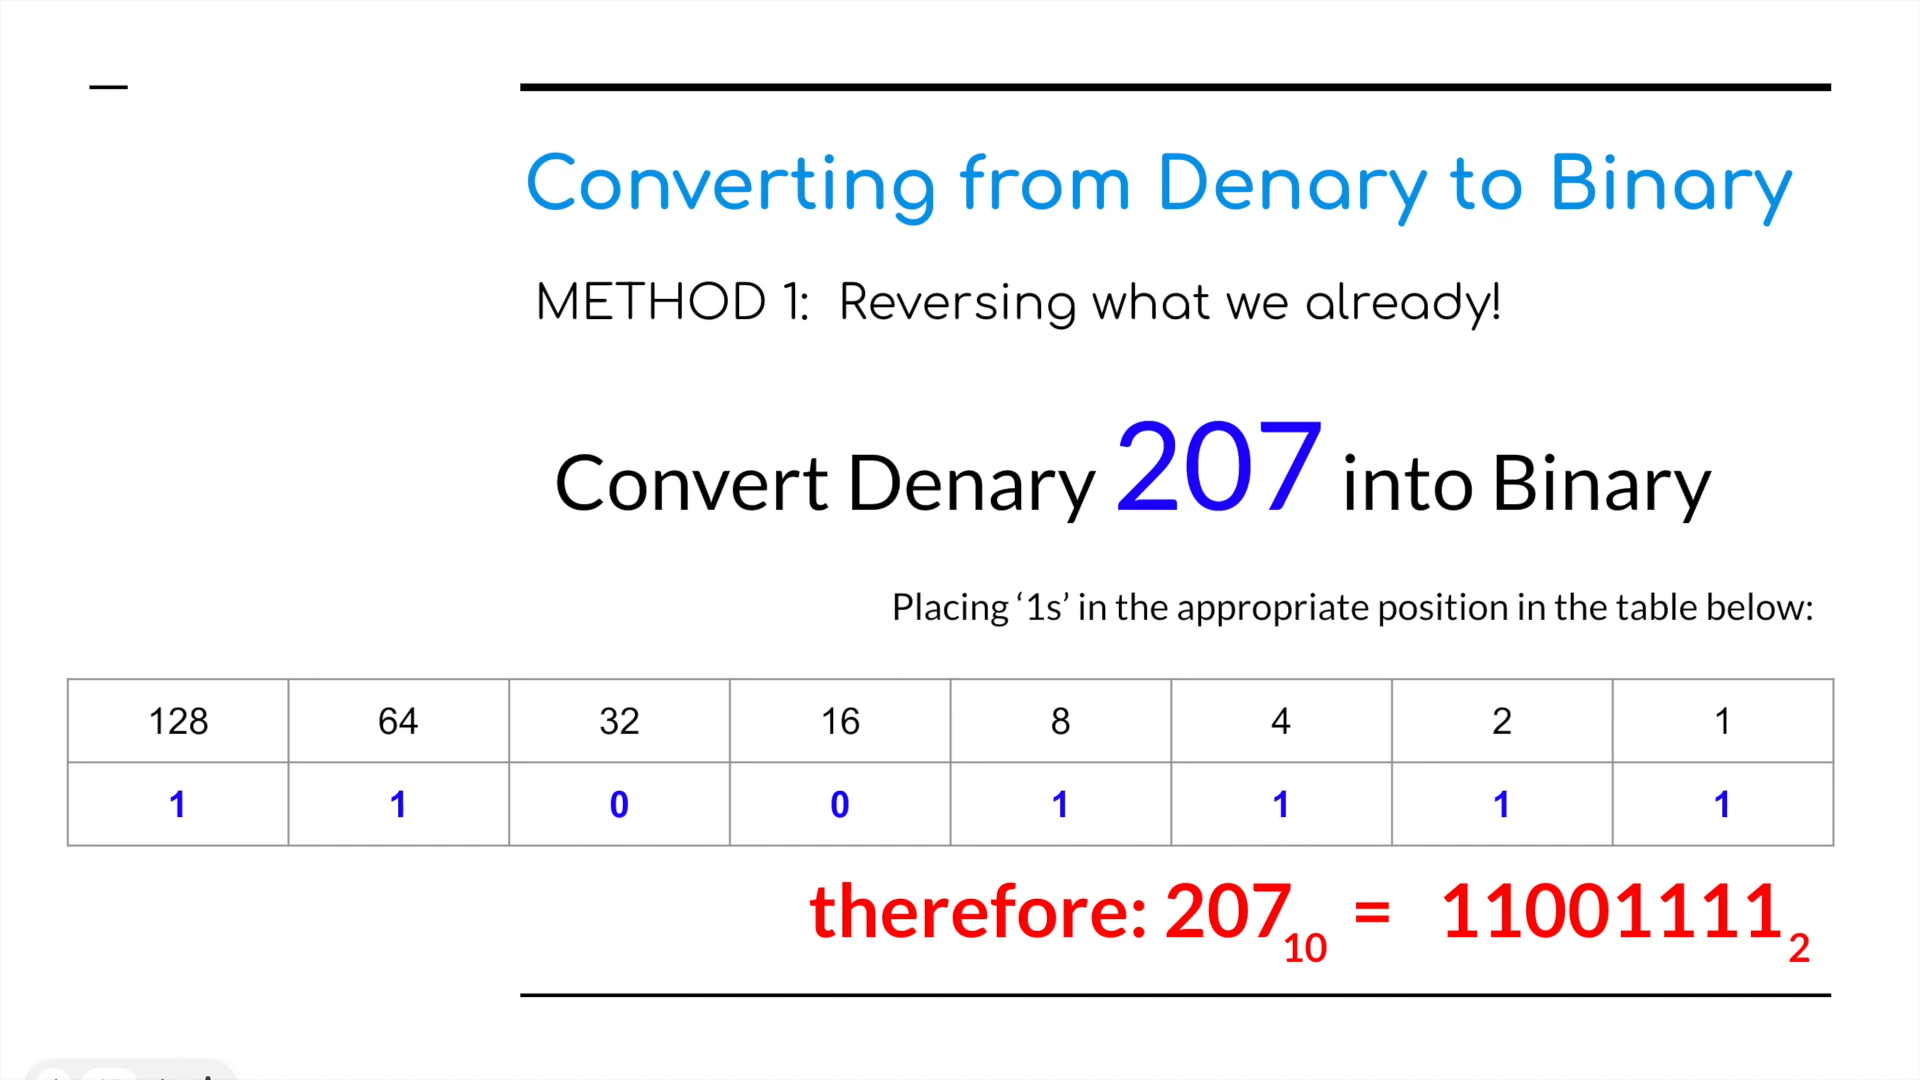 Converting from Denary to Binary
METHOD 1: Reversing what we already!
Convert Denary 207 into Binary
Placing ‘1s’ in the appropriate position in the table below:
128 64 32 16 8 4 2 1
1 1 0 0 1 1 1 1
therefore: 207₁₀ = 11001111₂